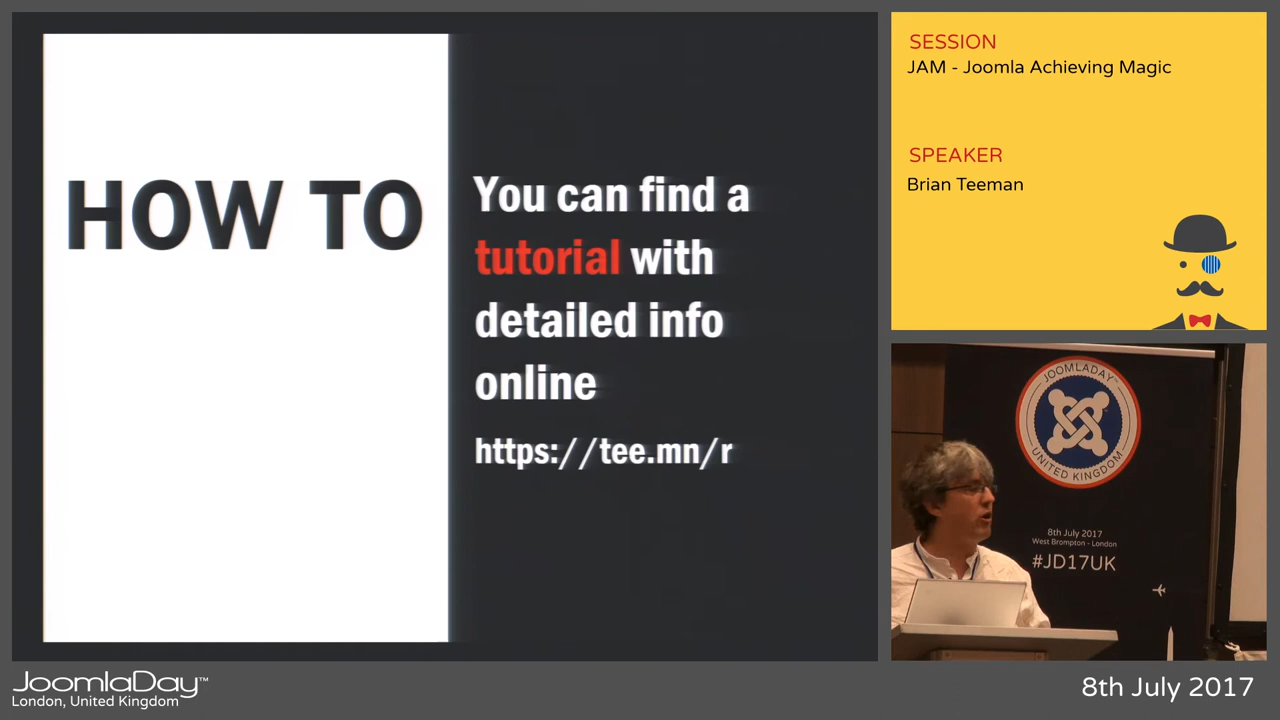 HOW TO
You can find a
tutorial with
detailed info
online
https://tee.mn/r
SESSION
JAM - Joomla Achieving Magic
SPEAKER
Brian Teeman
JOOMLADAY™
UNITED KINGDOM
8th July 2017
West Brompton - London
#JD17UK
JoomlaDay™
London, United Kingdom
8th July 2017